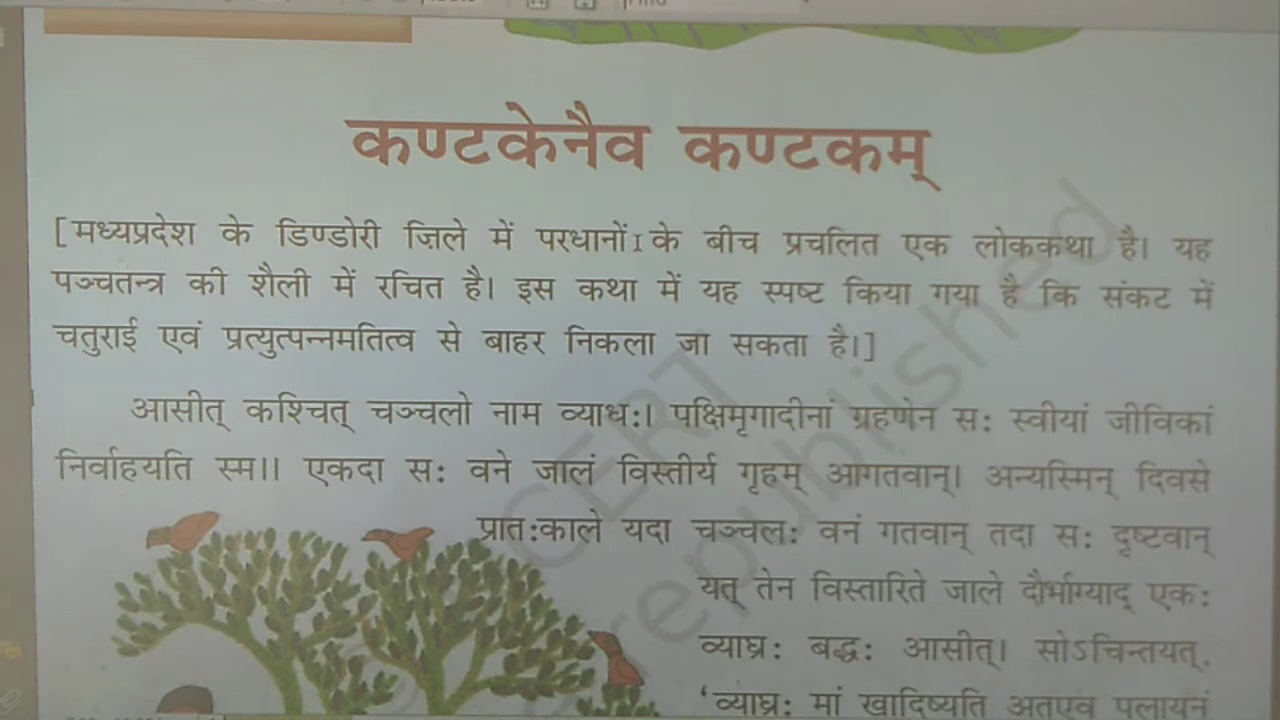 कण्टकेनैव कण्टकम्
[मध्यप्रदेश के डिण्डोरी ज़िले में परधानों के बीच प्रचलित एक लोककथा है। यह
पञ्चतन्त्र की शैली में रचित है। इस कथा में यह स्पष्ट किया गया है कि संकट में
चतुराई एवं प्रत्युत्पन्नमतित्व से बाहर निकला जा सकता है।]
आसीत् कश्चित् चञ्चलो नाम व्याधः। पक्षिमृगादीनां ग्रहणेन सः स्वीयां जीविकां
निर्वाहयति स्म।। एकदा सः वने जालं विस्तीर्य गृहम् आगतवान्। अन्यस्मिन् दिवसे
प्रातःकाले यदा चञ्चलः वनं गतवान् तदा सः दृष्टवान्
यत् तेन विस्तारिते जाले दौर्भाग्याद् एकः
व्याघ्रः बद्धः आसीत्। सोऽचिन्तयत्,
‘व्याघ्रः मां खादिष्यति अतएव पलायनं
republished